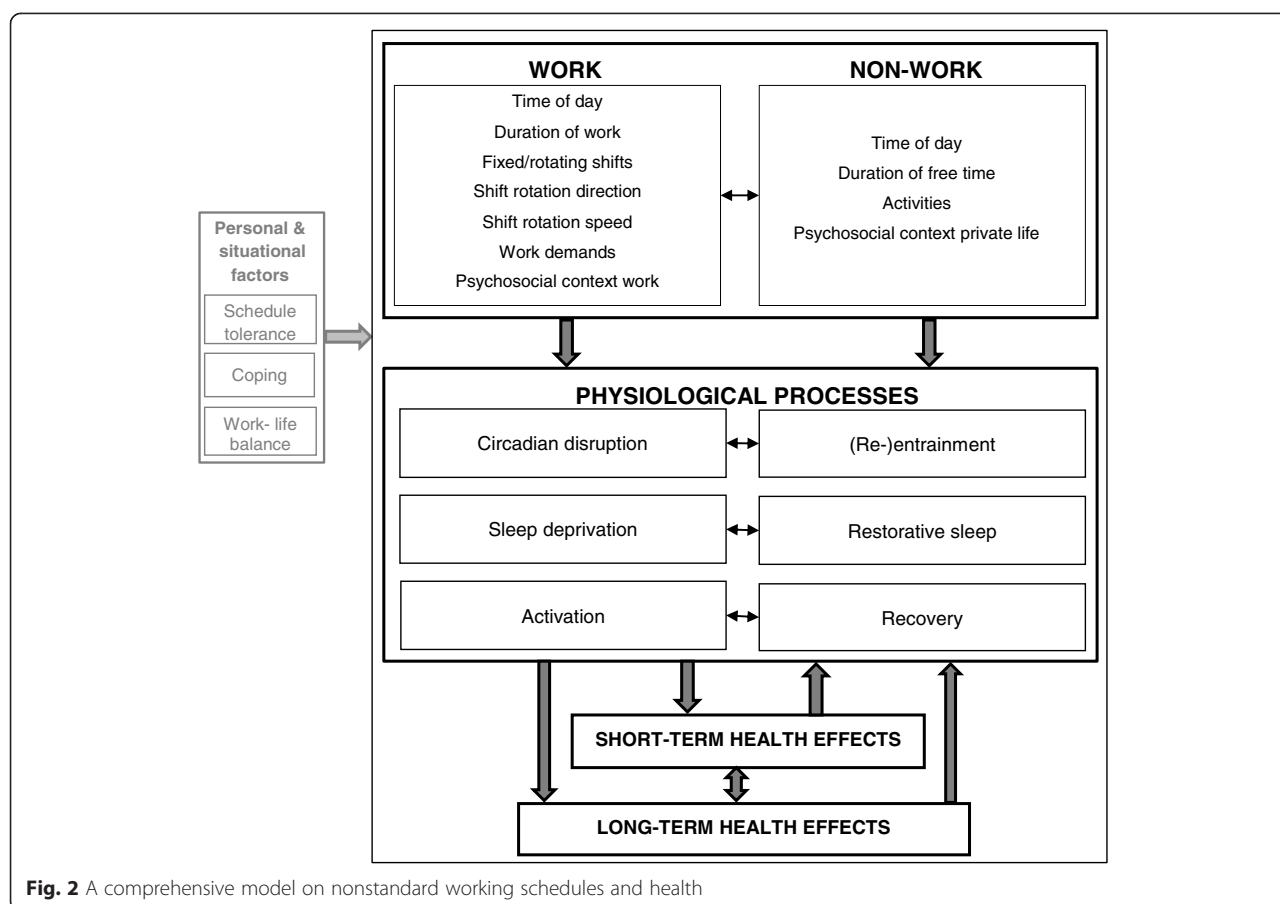 WORK
Time of day
Duration of work
Fixed/rotating shifts
Shift rotation direction
Shift rotation speed
Work demands
Psychosocial context work
NON-WORK
Time of day
Duration of free time
Activities
Psychosocial context private life
Personal &
situational
factors
Schedule
tolerance
Coping
Work- life
balance
PHYSIOLOGICAL PROCESSES
Circadian disruption
(Re-)entrainment
Sleep deprivation
Restorative sleep
Activation
Recovery
SHORT-TERM HEALTH EFFECTS
LONG-TERM HEALTH EFFECTS
Fig. 2 A comprehensive model on nonstandard working schedules and health